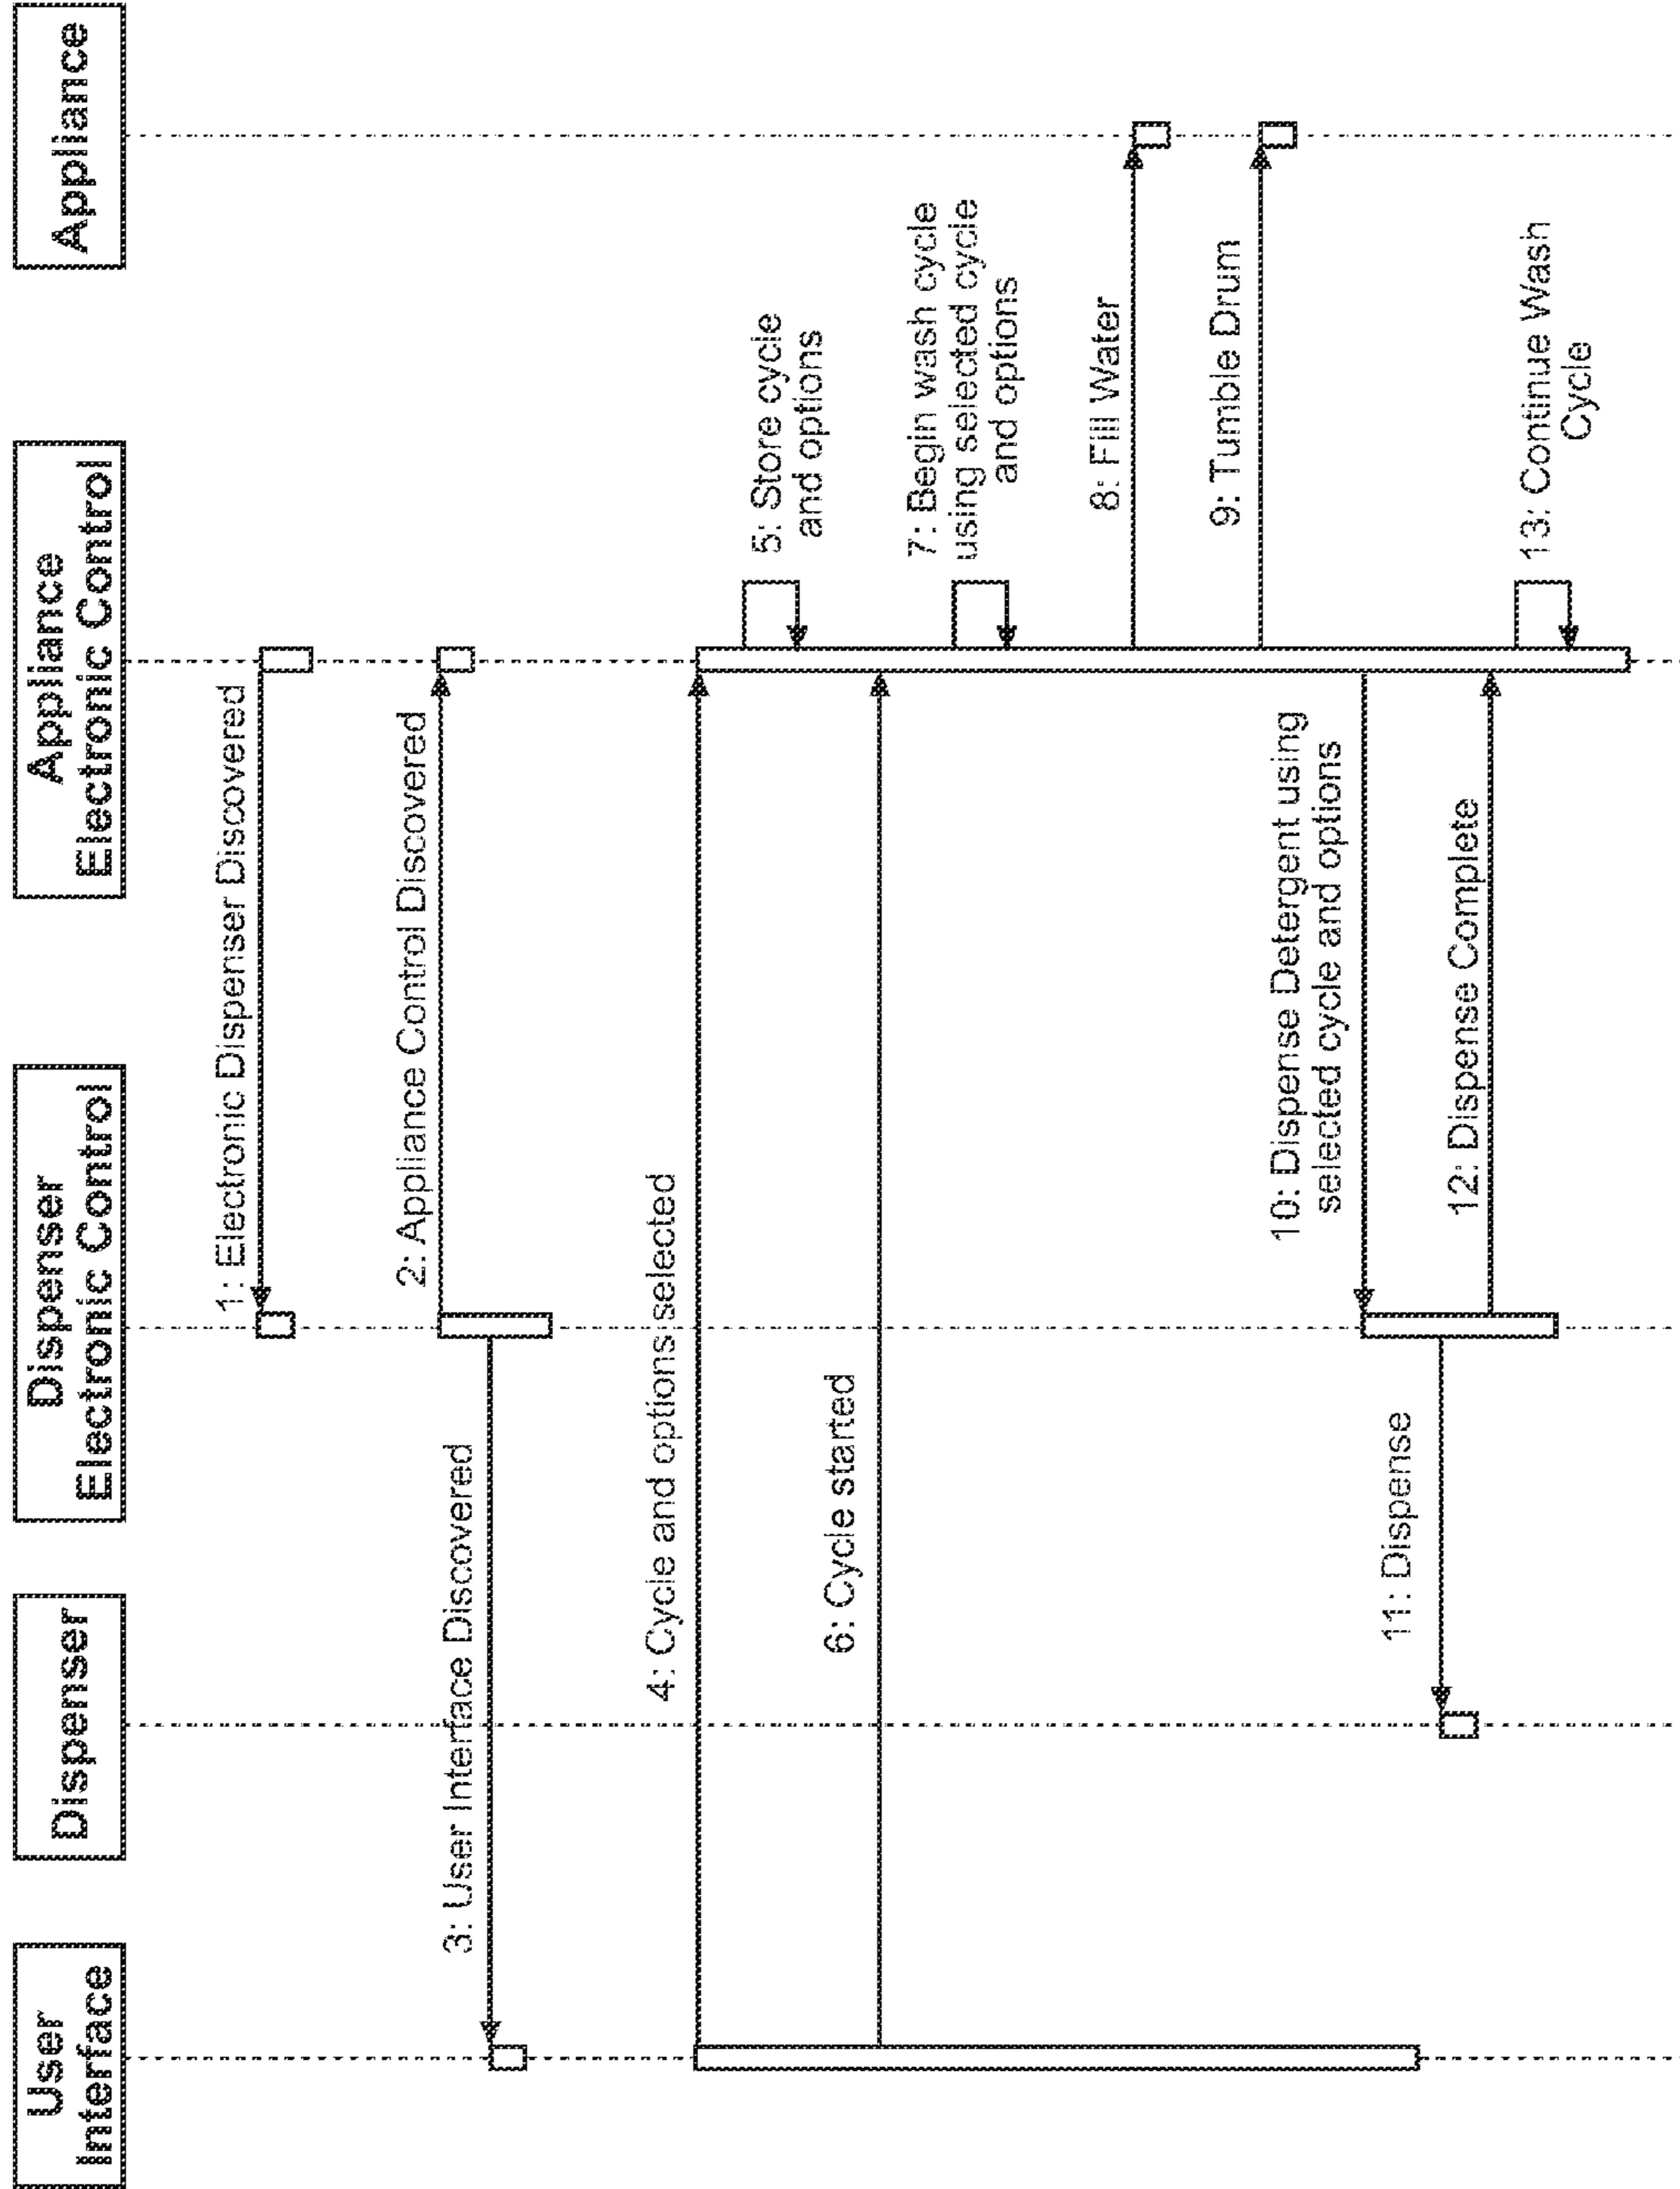 User
interface
Dispenser
Dispenser
Electronic Control
Appliance
Electronic Control
Appliance
1: Electronic Dispenser Discovered
2: Appliance Control Discovered
3: User Interface Discovered
4: Cycle and options selected
5: Store cycle
and options
6: Cycle started
7: Begin wash cycle
using selected cycle
and options
8: Fill Water
9: Tumble Drum
10: Dispense Detergent using
selected cycle and options
11: Dispense
12: Dispense Complete
13: Continue Wash
Cycle